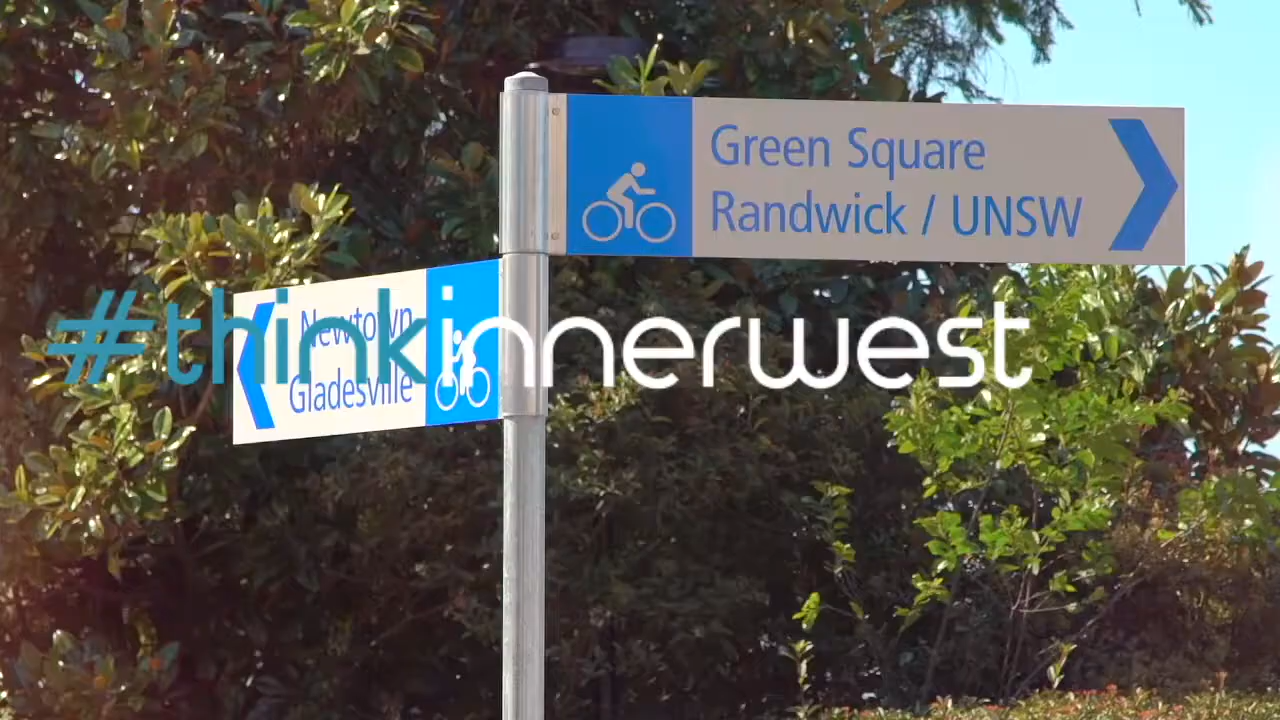 Green Square
Randwick / UNSW
Newtown
Gladesville
#thinkinnerwest